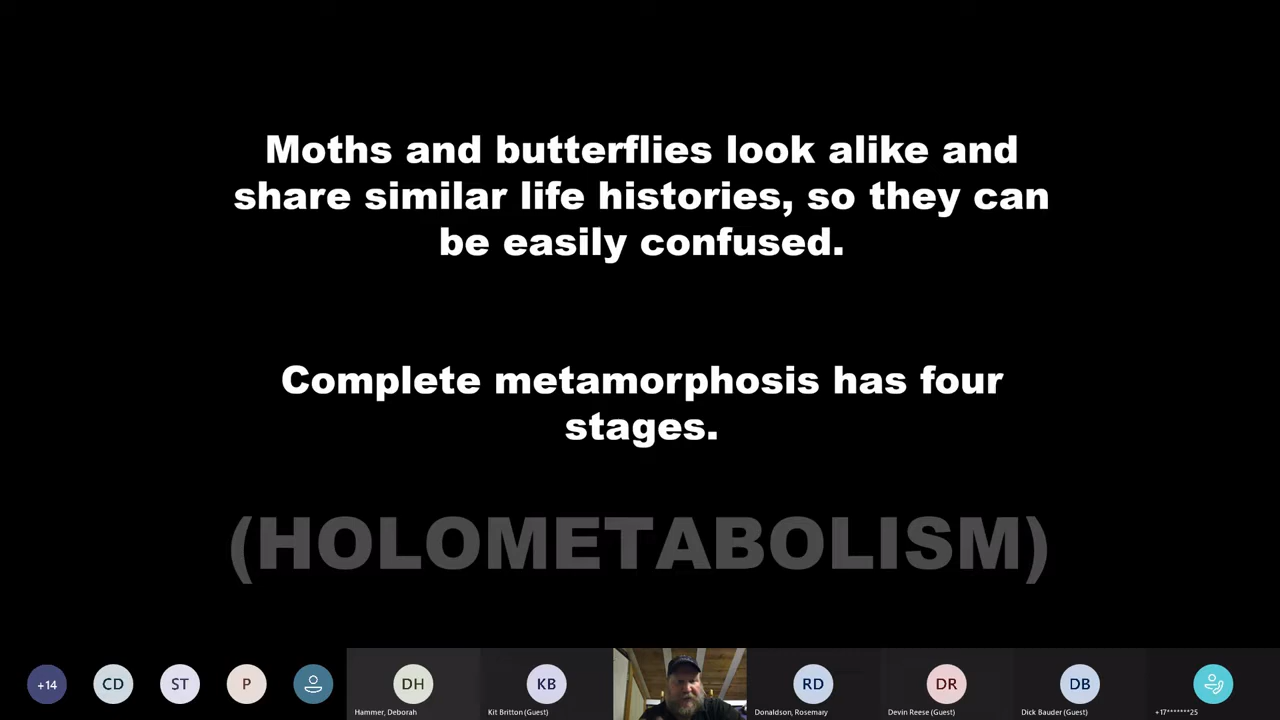 Moths and butterflies look alike and
share similar life histories, so they can
be easily confused.
Complete metamorphosis has four
stages.
(HOLOMETABOLISM)
+14
CD
ST
P
DH
KB
RD
DR
DB
Hammer, Deborah
Kit Britton (Guest)
Donaldson, Rosemary
Devin Reese (Guest)
Dick Bauder (Guest)
+17*******25